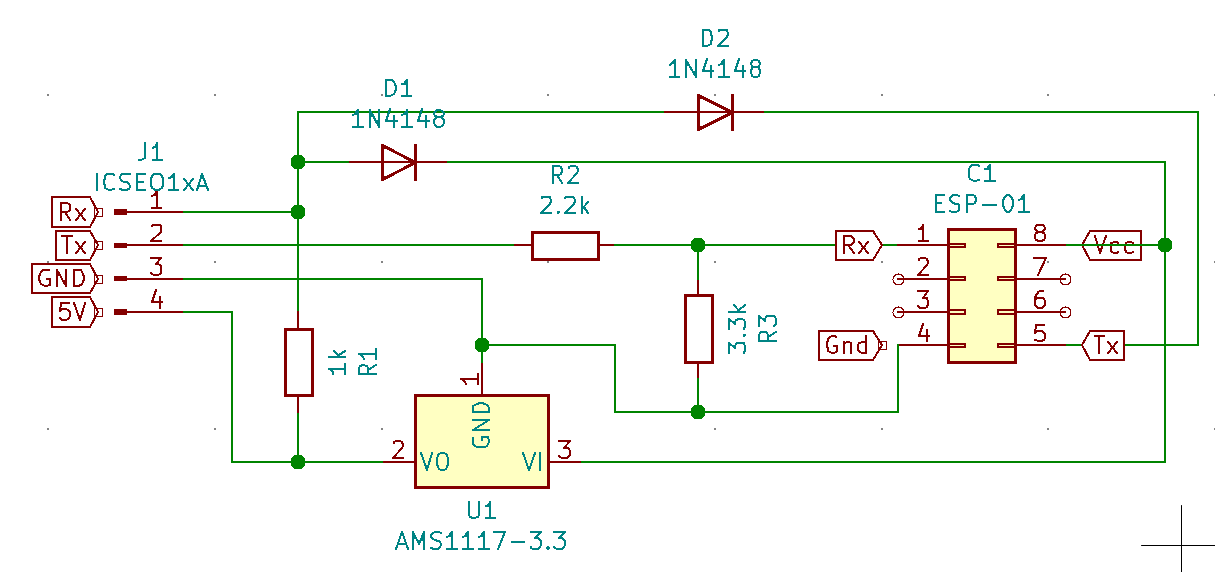 D2
1N4148
D1
1N4148
J1
ICSEO1xA
R2
2.2k
C1
ESP-01
Rx 1
Tx 2
GND 3
5V 4
Rx 1 8 Vcc
2 7
3 6
Gnd 4 5 Tx
3.3k
R3
1k
R1
1
GND
2 VO VI 3
U1
AMS1117-3.3